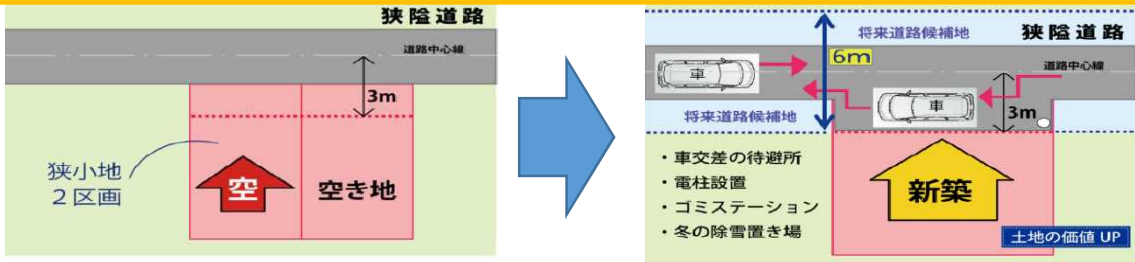 狭隘道路
道路中心線
3m
狭小地
2区画
空
空き地
将来道路候補地
狭隘道路
6m
車
道路中心線
車
3m
将来道路候補地
・車交差の待避所
・電柱設置
・ゴミステーション
・冬の除雪置き場
新築
土地の価値 UP